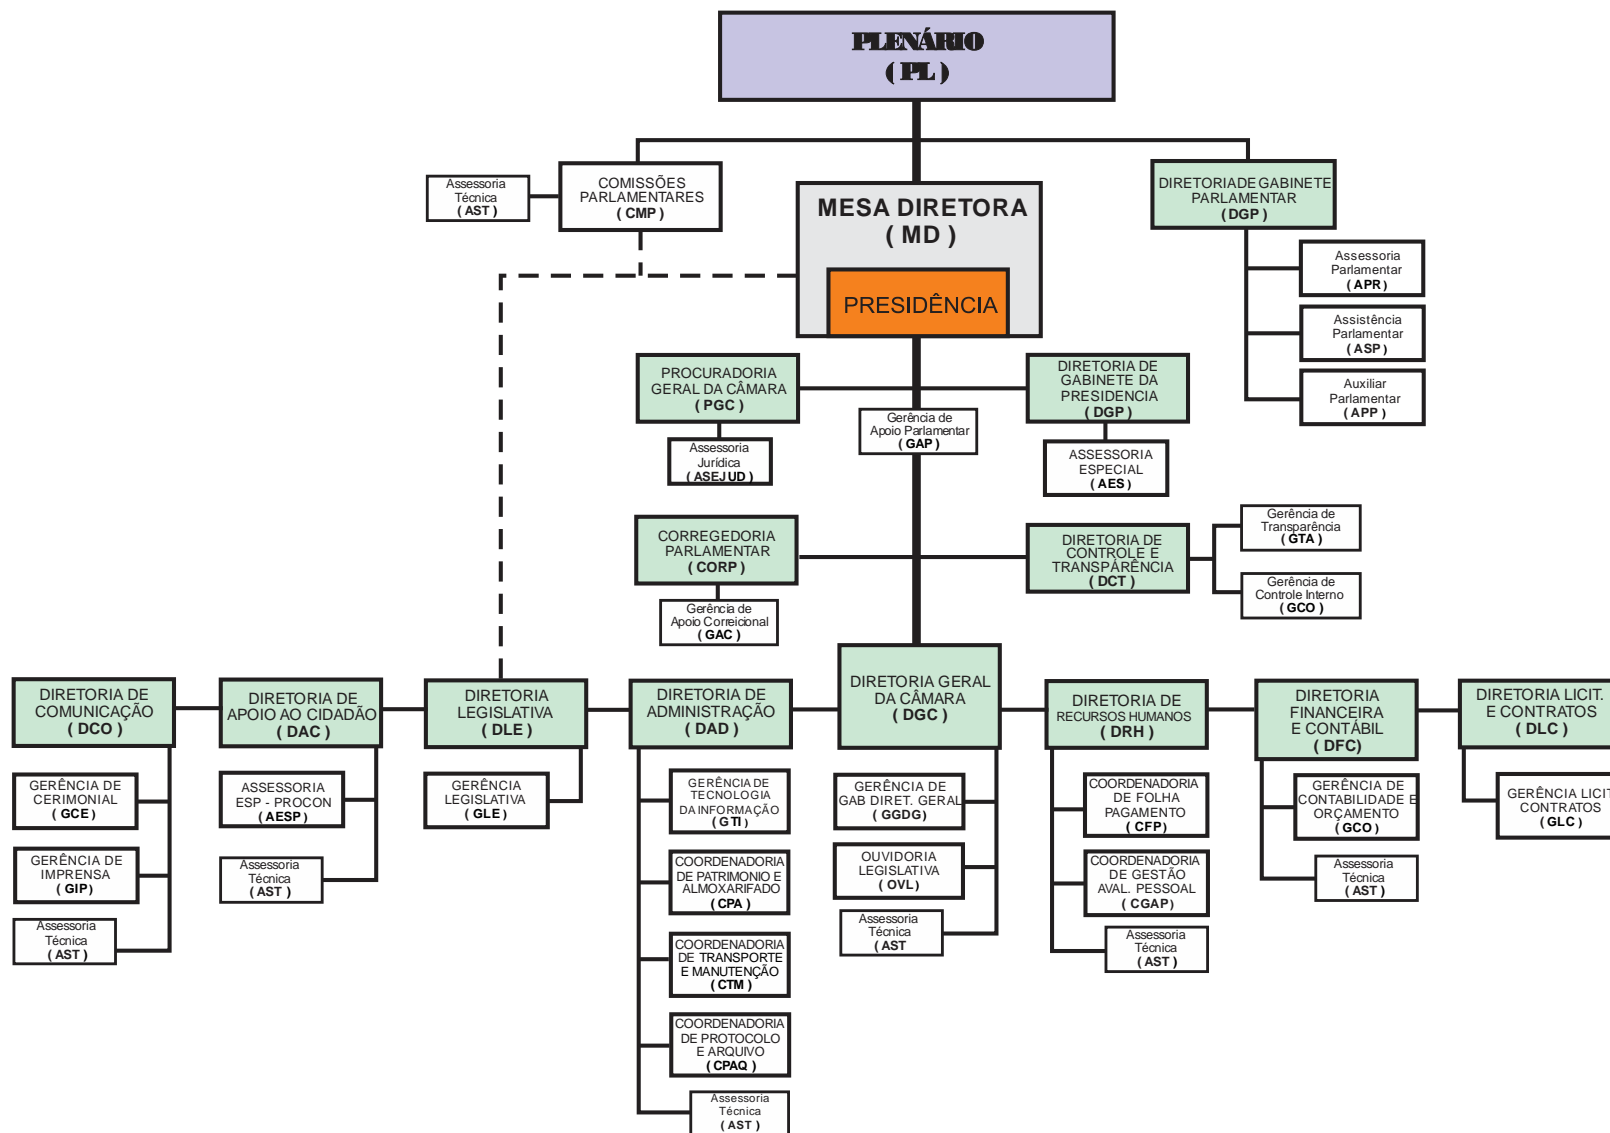 PLENÁRIO
( PL )
Assessoria
Técnica
( AST )
COMISSÕES
PARLAMENTARES
( CMP )
MESA DIRETORA
( MD )
PRESIDÊNCIA
DIRETORIA DE GABINETE
PARLAMENTAR
( DGP )
Assessoria
Parlamentar
( APR )
Assistência
Parlamentar
( ASP )
Auxiliar
Parlamentar
( APP )
PROCURADORIA
GERAL DA CÂMARA
( PGC )
Assessoria
Jurídica
( ASEJUD )
Gerência de
Apoio Parlamentar
( GAP )
DIRETORIA DE
GABINETE DA
PRESIDENCIA
( DGP )
ASSESSORIA
ESPECIAL
( AES )
CORREGEDORIA
PARLAMENTAR
( CORP )
Gerência de
Apoio Correicional
( GAC )
DIRETORIA DE
CONTROLE E
TRANSPARÊNCIA
( DCT )
Gerência de
Transparência
( GTA )
Gerência de
Controle Interno
( GCO )
DIRETORIA DE
COMUNICAÇÃO
( DCO )
GERÊNCIA DE
CERIMONIAL
( GCE )
GERÊNCIA DE
IMPRENSA
( GIP )
Assessoria
Técnica
( AST )
DIRETORIA DE
APOIO AO CIDADÃO
( DAC )
ASSESSORIA
ESP - PROCON
( AESP )
Assessoria
Técnica
( AST )
DIRETORIA
LEGISLATIVA
( DLE )
GERÊNCIA
LEGISLATIVA
( GLE )
DIRETORIA DE
ADMINISTRAÇÃO
( DAD )
GERÊNCIA DE
TECNOLOGIA
DA INFORMAÇÃO
( GTI )
COORDENADORIA
DE PATRIMONIO E
ALMOXARIFADO
( CPA )
COORDENADORIA
DE TRANSPORTE
E MANUTENÇÃO
( CTM )
COORDENADORIA
DE PROTOCOLO
E ARQUIVO
( CPAQ )
Assessoria
Técnica
( AST )
DIRETORIA GERAL
DA CÂMARA
( DGC )
GERÊNCIA DE
GAB DIRET. GERAL
( GGDG )
OUVIDORIA
LEGISLATIVA
( OVL )
Assessoria
Técnica
( AST
DIRETORIA DE
RECURSOS HUMANOS
( DRH )
COORDENADORIA
DE FOLHA
PAGAMENTO
( CFP )
COORDENADORIA
DE GESTÃO
AVAL. PESSOAL
( CGAP )
Assessoria
Técnica
( AST )
DIRETORIA
FINANCEIRA
E CONTÁBIL
( DFC)
GERÊNCIA DE
CONTABILIDADE E
ORÇAMENTO
( GCO )
Assessoria
Técnica
( AST )
DIRETORIA LICIT.
E CONTRATOS
( DLC )
GERÊNCIA LICIT.
CONTRATOS
( GLC )